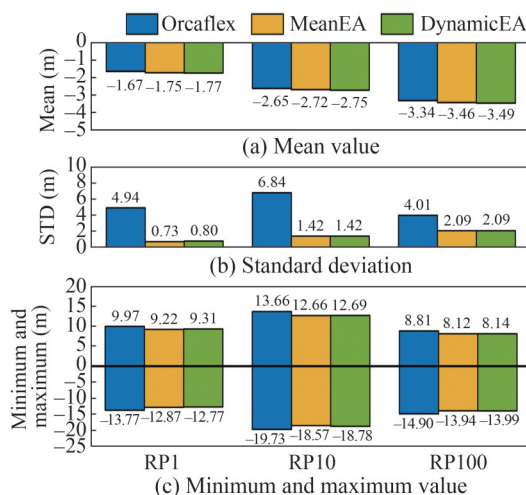 Orcaflex MeanEA DynamicEA
Mean (m)
0
−1
−2
−3
−4
−5
−1.67 −1.75 −1.77
−2.65 −2.72 −2.75
−3.34 −3.46 −3.49
(a) Mean value
STD (m)
10
8
6
4
2
0
4.94 0.73 0.80
6.84 1.42 1.42
4.01 2.09 2.09
(b) Standard deviation
Minimum and
maximum (m)
20
15
10
5
0
−5
−10
−15
−20
−25
9.97 9.22 9.31
13.66 12.66 12.69
8.81 8.12 8.14
−13.77 −12.87 −12.77
−19.73 −18.57 −18.78
−14.90 −13.94 −13.99
RP1 RP10 RP100
(c) Minimum and maximum value